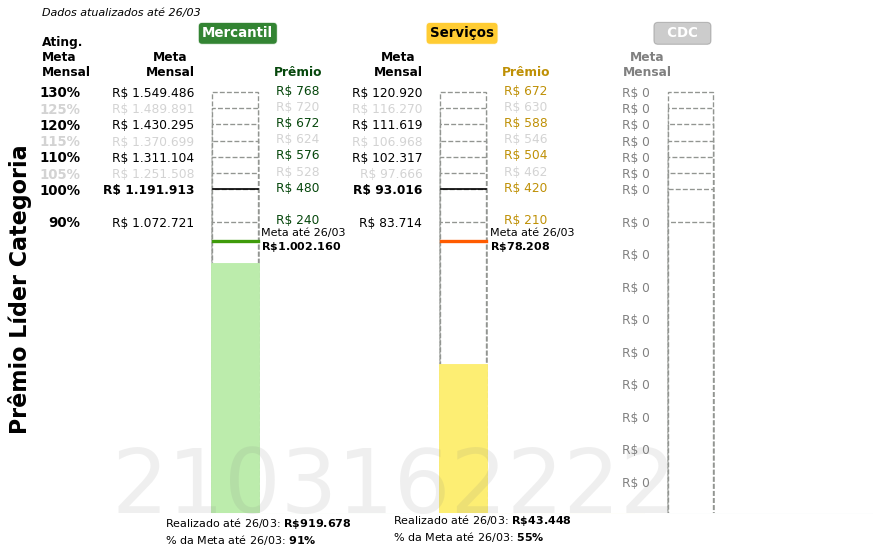 Dados atualizados até 26/03
Mercantil Serviços CDC
Ating. Meta Mensal Meta Mensal Prêmio Meta Mensal Prêmio Meta Mensal
130% R$ 1.549.486 R$ 768 R$ 120.920 R$ 672 R$ 0
125% R$ 1.489.891 R$ 720 R$ 116.270 R$ 630 R$ 0
120% R$ 1.430.295 R$ 672 R$ 111.619 R$ 588 R$ 0
115% R$ 1.370.699 R$ 624 R$ 106.968 R$ 546 R$ 0
110% R$ 1.311.104 R$ 576 R$ 102.317 R$ 504 R$ 0
105% R$ 1.251.508 R$ 528 R$ 97.666 R$ 462 R$ 0
100% R$ 1.191.913 R$ 480 R$ 93.016 R$ 420 R$ 0
90% R$ 1.072.721 R$ 240 R$ 83.714 R$ 210 R$ 0
Meta até 26/03 Meta até 26/03
R$1.002.160 R$78.208
R$ 0
R$ 0
R$ 0
R$ 0
R$ 0
R$ 0
R$ 0
R$ 0
Prêmio Líder Categoria
2103162222
Realizado até 26/03: R$919.678 Realizado até 26/03: R$43.448
% da Meta até 26/03: 91% % da Meta até 26/03: 55%